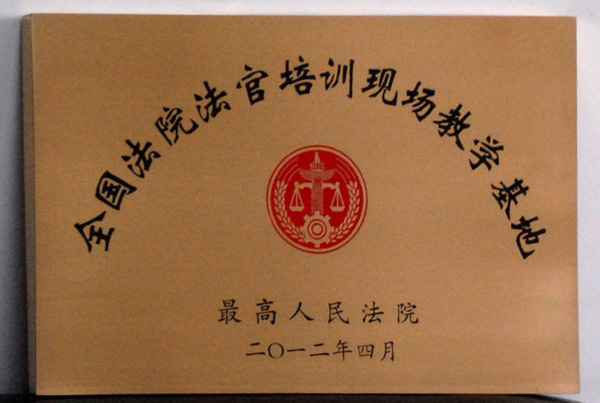 全国法院法官培训现场教学基地
最高人民法院
二〇一二年四月